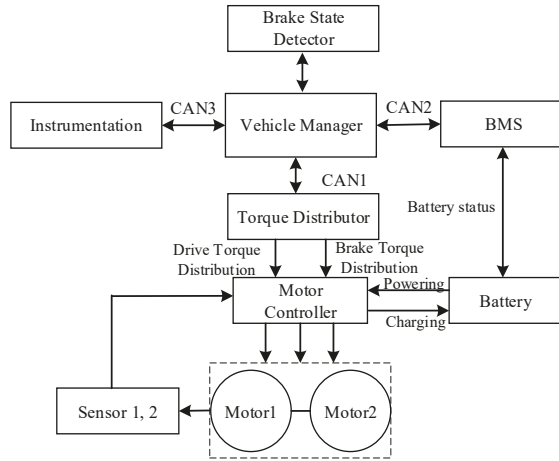 Brake State
Detector
CAN3
CAN2
Instrumentation
Vehicle Manager
BMS
CAN1
Battery status
Torque Distributor
Drive Torque
Distribution
Brake Torque
Distribution
Powering
Motor
Controller
Battery
Charging
Sensor 1, 2
Motor1
Motor2